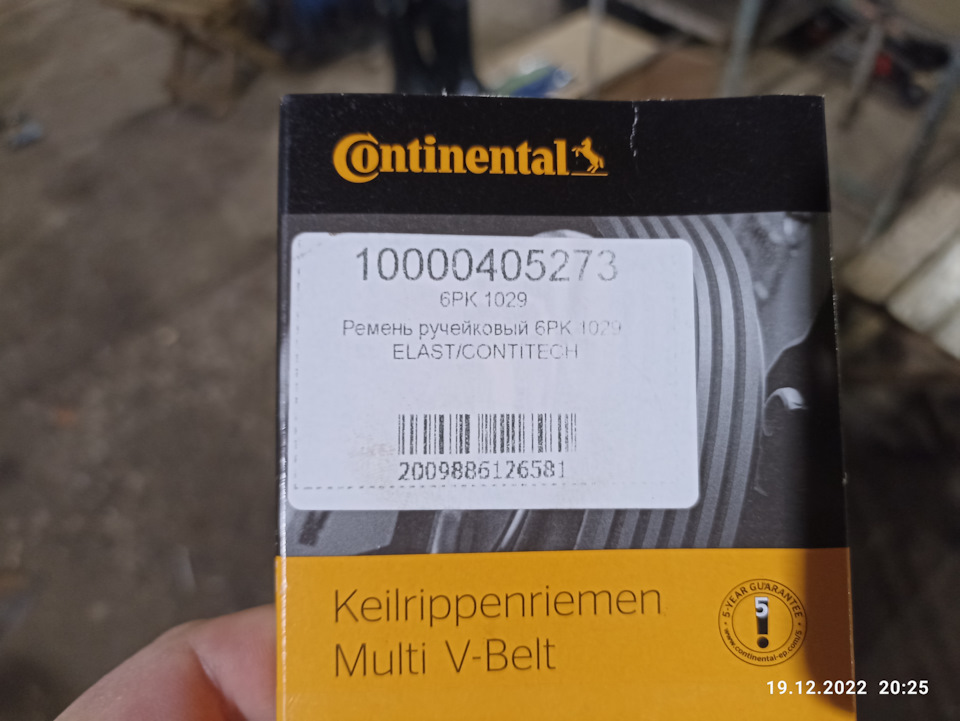 Continental
10000405273
6PK 1029
Ремень ручейковый 6PK 1029
ELAST/CONTITECH
2009886126581
Keilrippenriemen
Multi V-Belt
5-YEAR GUARANTEE
5
www.continental-ep.com/5
19.12.2022 20:25